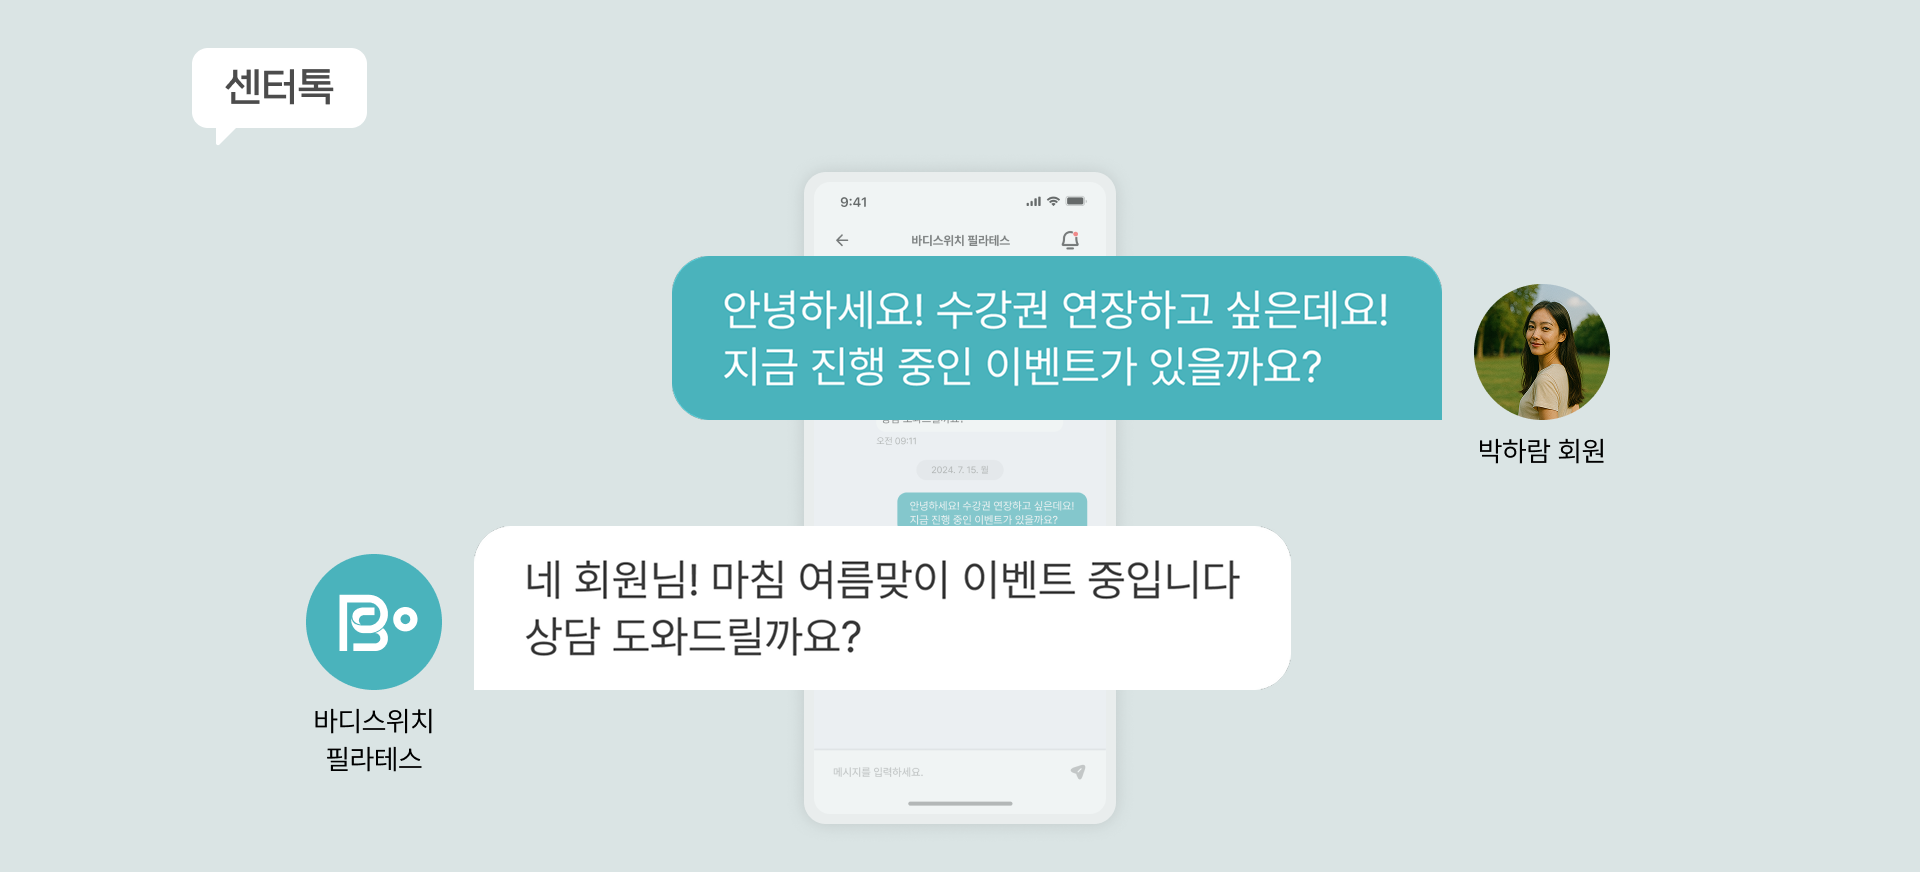 센터톡
9:41
바디스위치 필라테스
안녕하세요! 수강권 연장하고 싶은데요!
지금 진행 중인 이벤트가 있을까요?
박하람 회원
오전 09:11
2024. 7. 15. 월
안녕하세요! 수강권 연장하고 싶은데요!
지금 진행 중인 이벤트가 있을까요?
네 회원님! 마침 여름맞이 이벤트 중입니다
상담 도와드릴까요?
바디스위치
필라테스
메시지를 입력하세요.